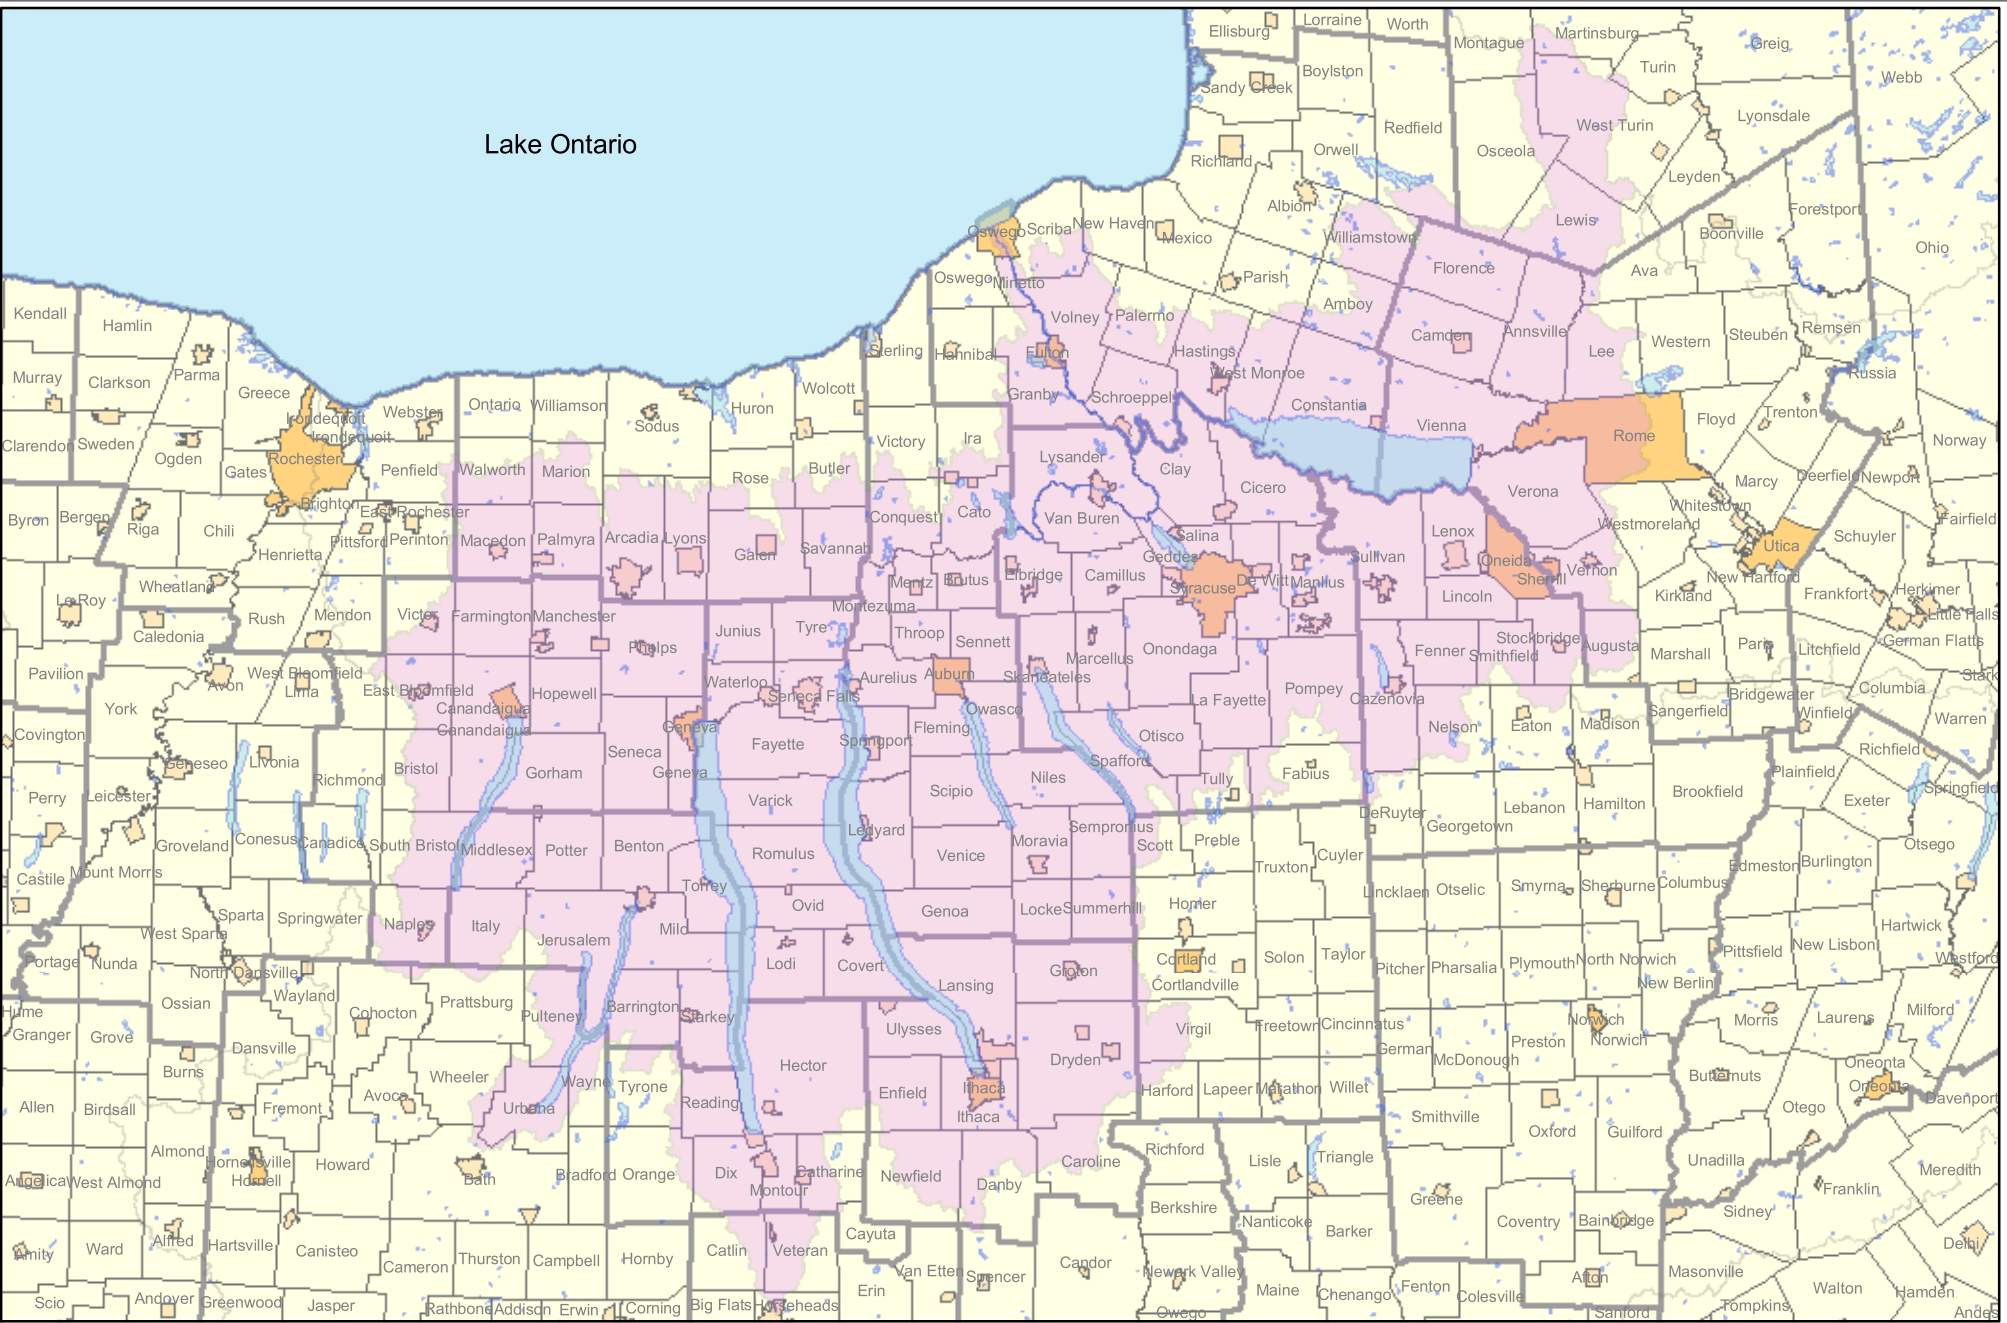 Ellisburg
Lorraine
Worth
Montague
Martinsburg
Greig
Turin
Boylston
Webb
Sandy Creek
Lyonsdale
Redfield
West Turin
Lake Ontario
Orwell
Osceola
Richland
Leyden
Albion
Forestport
Lewis
Oswego
Scriba
New Haven
Mexico
Williamstown
Boonville
Ohio
Florence
Ava
Oswego
Minetto
Parish
Amboy
Kendall
Hamlin
Volney
Palermo
Camden
Annsville
Steuben
Remsen
Western
Sterling
Hannibal
Fulton
Hastings
Lee
West Monroe
Russia
Murray
Clarkson
Parma
Greece
Wolcott
Granby
Schroeppel
Constantia
Ontario
Williamson
Huron
Webster
Irondequoit
Irondequoit
Sodus
Vienna
Rome
Floyd
Trenton
Clarendon
Sweden
Ogden
Gates
Rochester
Penfield
Victory
Ira
Norway
Lysander
Clay
Walworth
Marion
Rose
Butler
Cicero
Verona
Marcy
Deerfield
Newport
Brighton
East Rochester
Whitestown
Byron
Bergen
Riga
Chili
Conquest
Cato
Van Buren
Westmoreland
Fairfield
Pittsford
Perinton
Macedon
Palmyra
Arcadia
Lyons
Galen
Savannah
Salina
Lenox
Schuyler
Henrietta
Geddes
Sullivan
Oneida
Utica
Wheatland
Mentz
Brutus
Elbridge
Camillus
Syracuse
De Witt
Manlius
Sherrill
Vernon
New Hartford
Le Roy
Rush
Mendon
Victor
Farmington
Manchester
Montezuma
Lincoln
Kirkland
Frankfort
Herkimer
Little Falls
Caledonia
Junius
Tyre
Throop
Sennett
Onondaga
Stockbridge
German Flatts
Phelps
Marcellus
Fenner
Smithfield
Augusta
Marshall
Paris
Litchfield
Pavilion
Avon
West Bloomfield
Lima
East Bloomfield
Hopewell
Waterloo
Seneca Falls
Aurelius
Auburn
Skaneateles
Pompey
Cazenovia
Columbia
Stark
York
Canandaigua
Canandaigua
Owasco
La Fayette
Bridgewater
Sangerfield
Winfield
Warren
Covington
Geneva
Fleming
Otisco
Nelson
Eaton
Madison
Richfield
Geneseo
Livonia
Seneca
Fayette
Springport
Spafford
Richmond
Bristol
Gorham
Geneva
Niles
Tully
Fabius
Plainfield
Perry
Leicester
Varick
Scipio
DeRuyter
Lebanon
Hamilton
Brookfield
Exeter
Springfield
Groveland
Conesus
Canadice
South Bristol
Middlesex
Potter
Benton
Romulus
Ledyard
Venice
Moravia
Sempronius
Scott
Preble
Georgetown
Otsego
Mount Morris
Truxton
Cuyler
Edmeston
Burlington
Castile
Torrey
Ovid
Genoa
Locke
Summerhill
Homer
Lincklaen
Otselic
Smyrna
Sherburne
Columbus
Sparta
Springwater
Naples
Italy
Jerusalem
Milo
Hartwick
West Sparta
Portage
Nunda
North Dansville
Lodi
Covert
Groton
Cortland
Solon
Taylor
Pitcher
Pharsalia
Plymouth
North Norwich
Pittsfield
New Lisbon
Westford
Ossian
Wayland
Prattsburg
Barrington
Lansing
Cortlandville
New Berlin
Hume
Granger
Grove
Cohocton
Pulteney
Starkey
Ulysses
Virgil
Freetown
Cincinnatus
Norwich
Norwich
Morris
Laurens
Milford
Dansville
German
McDonough
Preston
Burns
Hector
Dryden
Oneonta
Oneonta
Allen
Birdsall
Fremont
Avoca
Wheeler
Wayne
Urbana
Tyrone
Reading
Enfield
Ithaca
Ithaca
Harford
Lapeer
Marathon
Willet
Smithville
Butternuts
Otego
Davenport
Almond
Hornellsville
Hornell
Howard
Richford
Oxford
Guilford
Angelica
West Almond
Bath
Bradford
Orange
Dix
Catharine
Montour
Newfield
Danby
Caroline
Lisle
Triangle
Unadilla
Meredith
Berkshire
Greene
Franklin
Amity
Ward
Alfred
Hartsville
Canisteo
Cameron
Thurston
Campbell
Hornby
Catlin
Veteran
Cayuta
Nanticoke
Barker
Coventry
Bainbridge
Sidney
Van Etten
Spencer
Candor
Newark Valley
Delhi
Scio
Andover
Greenwood
Jasper
Rathbone
Addison
Erwin
Corning
Big Flats
Horseheads
Erin
Owego
Maine
Chenango
Fenton
Colesville
Afton
Sanford
Masonville
Tompkins
Walton
Hamden
Andes